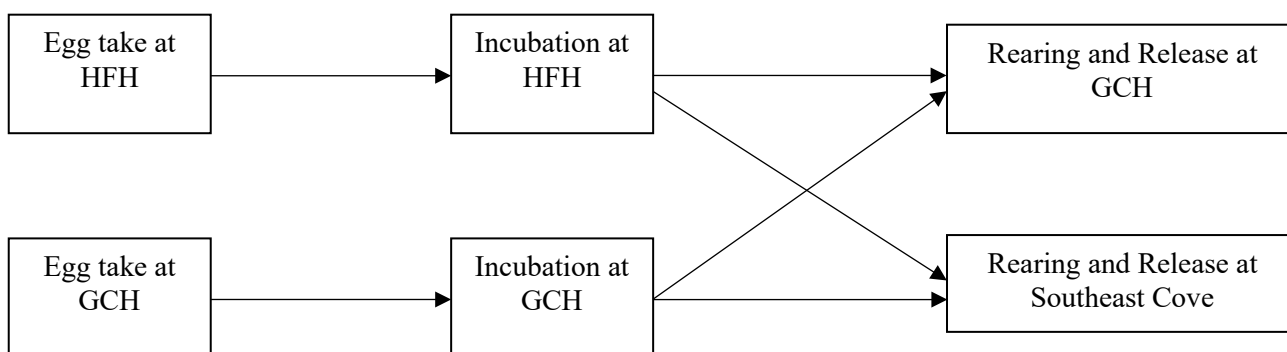 Egg take at
HFH
Incubation at
HFH
Rearing and Release at
GCH
Egg take at
GCH
Incubation at
GCH
Rearing and Release at
Southeast Cove